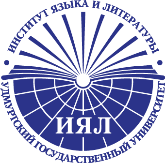 • ИНСТИТУТ ЯЗЫКА И ЛИТЕРАТУРЫ •
УДМУРТСКИЙ ГОСУДАРСТВЕННЫЙ УНИВЕРСИТЕТ
ИЯЛ